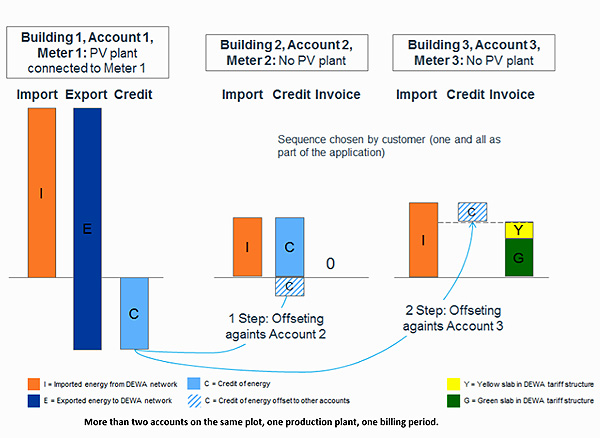 Building 1, Account 1,
Meter 1: PV plant
connected to Meter 1
Building 2, Account 2,
Meter 2: No PV plant
Building 3, Account 3,
Meter 3: No PV plant
Import Export Credit
Import Credit Invoice
Import Credit Invoice
Sequence chosen by customer (one and all as
part of the application)
I
E
C
I
C
C
0
I
C
Y
G
1 Step: Offseting
againts Account 2
2 Step: Offseting
againts Account 3
I = Imported energy from DEWA network
E = Exported energy to DEWA network
C = Credit of energy
C = Credit of energy offset to other accounts
Y = Yellow slab in DEWA tariff structure
G = Green slab in DEWA tariff structure
More than two accounts on the same plot, one production plant, one billing period.